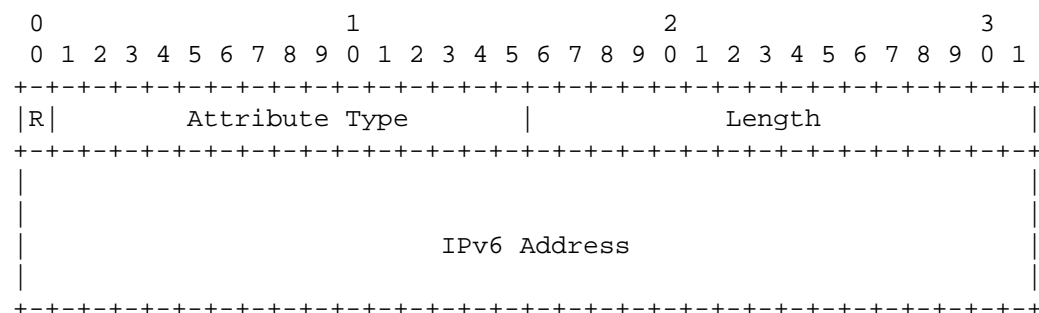 0                   1                   2                   3
 0 1 2 3 4 5 6 7 8 9 0 1 2 3 4 5 6 7 8 9 0 1 2 3 4 5 6 7 8 9 0 1
+-+-+-+-+-+-+-+-+-+-+-+-+-+-+-+-+-+-+-+-+-+-+-+-+-+-+-+-+-+-+-+-+
|R|        Attribute Type       |            Length             |
+-+-+-+-+-+-+-+-+-+-+-+-+-+-+-+-+-+-+-+-+-+-+-+-+-+-+-+-+-+-+-+-+
|                                                               |
|                                                               |
|                          IPv6 Address                         |
|                                                               |
+-+-+-+-+-+-+-+-+-+-+-+-+-+-+-+-+-+-+-+-+-+-+-+-+-+-+-+-+-+-+-+-+